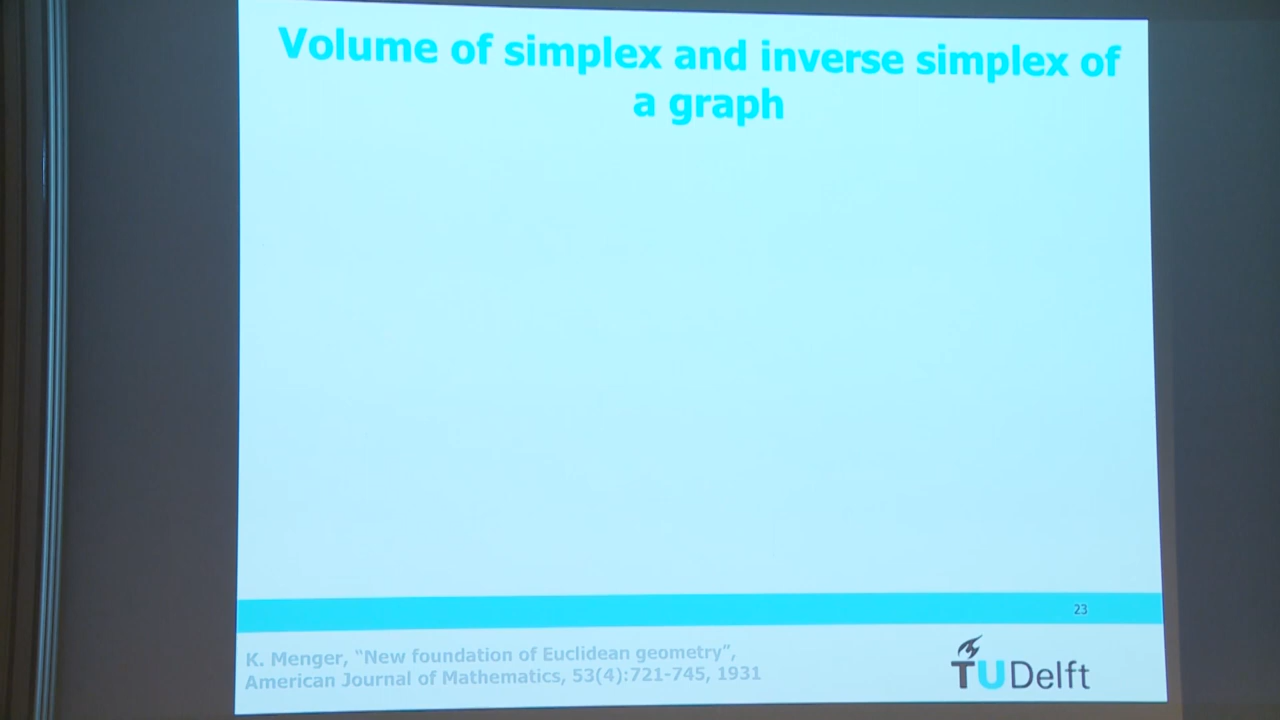 Volume of simplex and inverse simplex of
a graph
23
K. Menger, “New foundation of Euclidean geometry”,
American Journal of Mathematics, 53(4):721-745, 1931
TUDelft